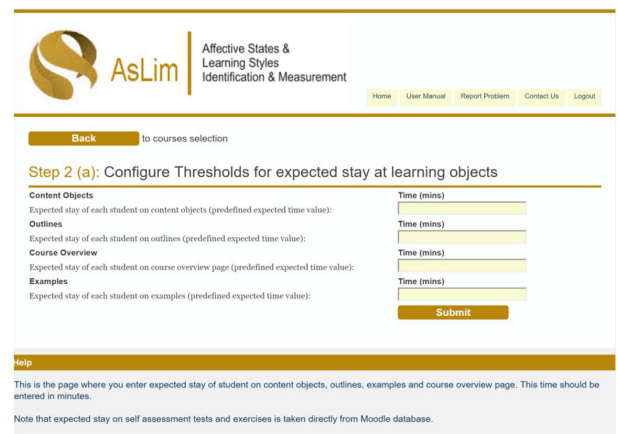 AsLim
Affective States &
Learning Styles
Identification & Measurement
Home User Manual Report Problem Contact Us Logout
Back to courses selection
Step 2 (a): Configure Thresholds for expected stay at learning objects
Content Objects Time (mins)
Expected stay of each student on content objects (predefined expected time value):
Outlines Time (mins)
Expected stay of each student on outlines (predefined expected time value):
Course Overview Time (mins)
Expected stay of each student on course overview page (predefined expected time value):
Examples Time (mins)
Expected stay of each student on examples (predefined expected time value):
Submit
Help
This is the page where you enter expected stay of student on content objects, outlines, examples and course overview page. This time should be
entered in minutes.
Note that expected stay on self assessment tests and exercises is taken directly from Moodle database.